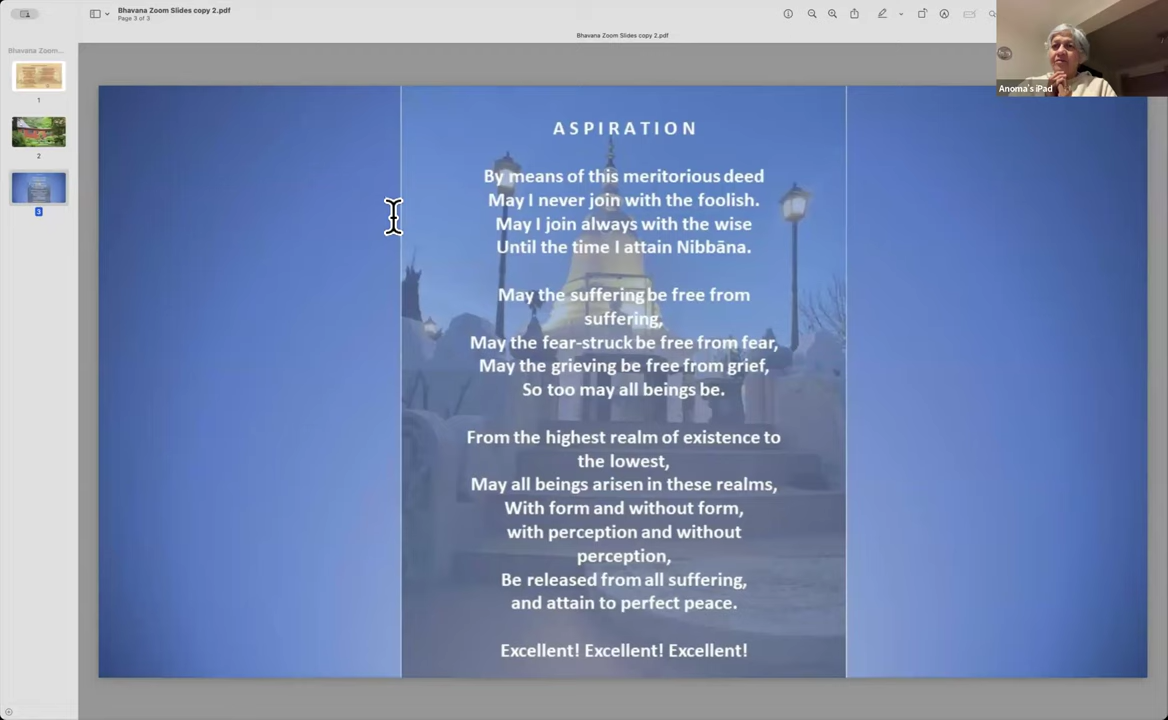 Bhavana Zoom Slides copy 2.pdf
Page 3 of 3
Bhavana Zoom Slides copy 2.pdf
Bhavana Zoom...
1
2
3
Anoma's iPad
ASPIRATION
By means of this meritorious deed
May I never join with the foolish.
May I join always with the wise
Until the time I attain Nibbāna.
May the suffering be free from
suffering,
May the fear-struck be free from fear,
May the grieving be free from grief,
So too may all beings be.
From the highest realm of existence to
the lowest,
May all beings arisen in these realms,
With form and without form,
with perception and without
perception,
Be released from all suffering,
and attain to perfect peace.
Excellent! Excellent! Excellent!